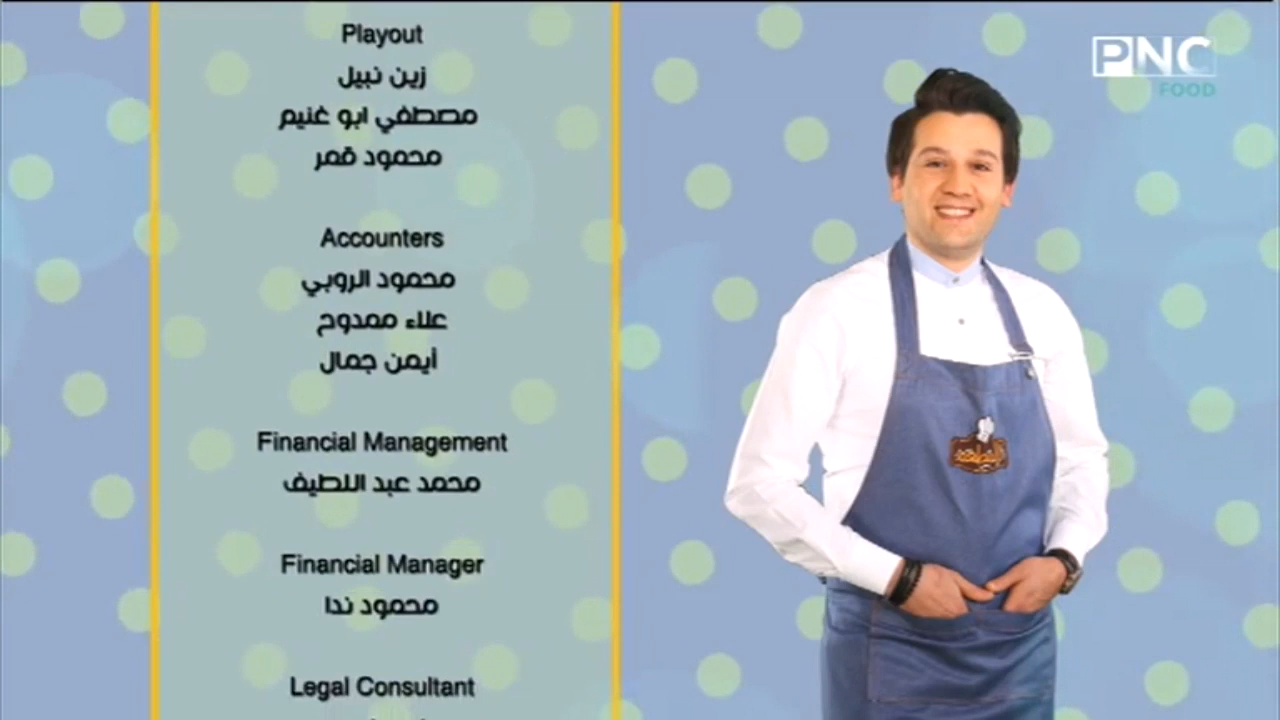 Playout
زين نبيل
مصطفي ابو غنيم
محمود قمر
Accounters
محمود الروبي
علاء ممدوح
أيمن جمال
Financial Management
محمد عبد اللطيف
Financial Manager
محمود ندا
Legal Consultant
PNC
FOOD